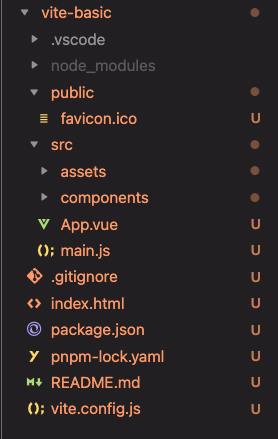 vite-basic
.vscode
node_modules
public
favicon.ico U
src
assets
components
App.vue U
main.js U
.gitignore U
index.html U
package.json U
pnpm-lock.yaml U
README.md U
vite.config.js U